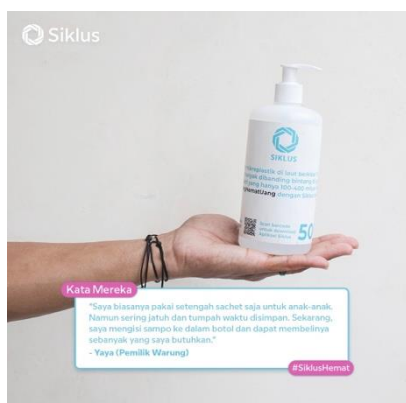 Siklus
SIKLUS
dengan
50
Kata Mereka
"Saya biasanya pakai setengah sachet saja untuk anak-anak.
Namun sering jatuh dan tumpah waktu disimpan. Sekarang,
saya mengisi sampo ke dalam botol dan dapat membelinya
sebanyak yang saya butuhkan."
- Yaya (Pemilik Warung)
#SiklusHemat